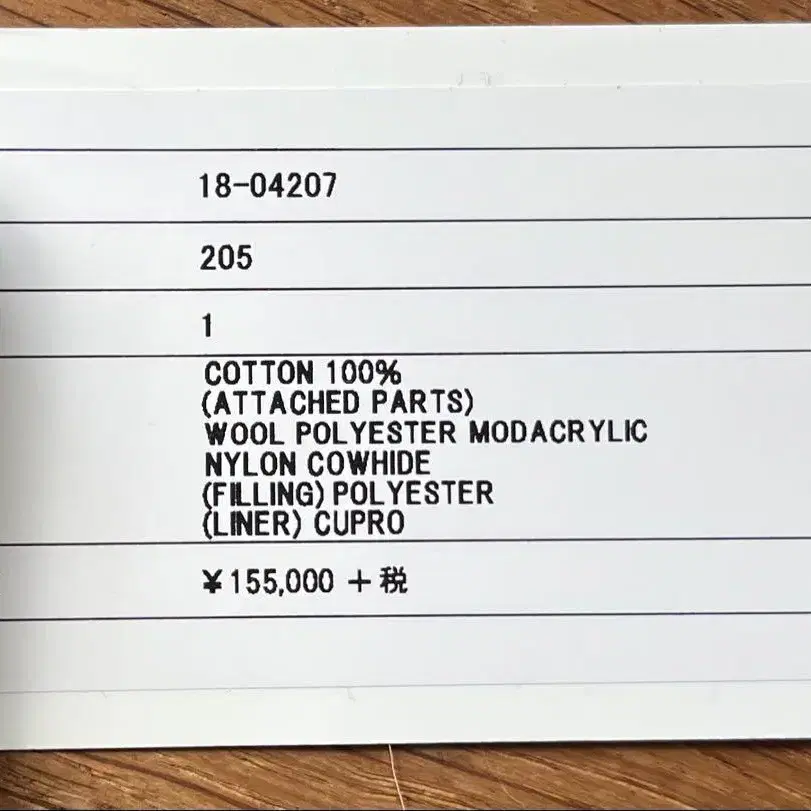 18-04207
205
1
COTTON 100%
(ATTACHED PARTS)
WOOL POLYESTER MODACRYLIC
NYLON COWHIDE
(FILLING) POLYESTER
(LINER) CUPRO
¥155,000 +税